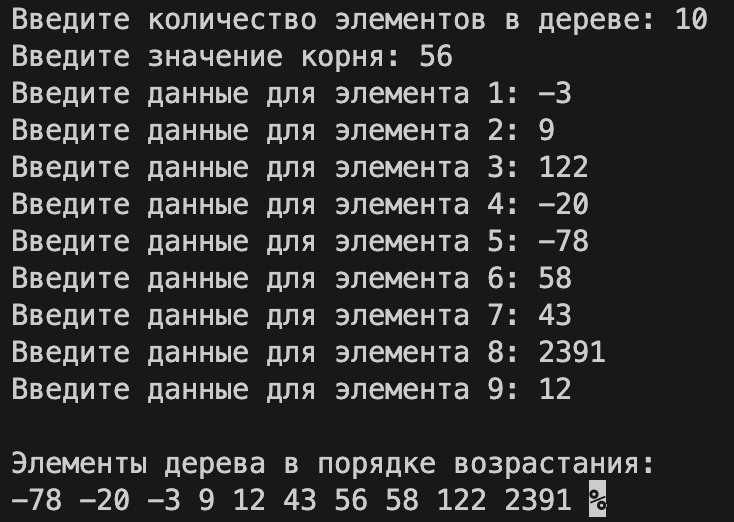 Введите количество элементов в дереве: 10
Введите значение корня: 56
Введите данные для элемента 1: −3
Введите данные для элемента 2: 9
Введите данные для элемента 3: 122
Введите данные для элемента 4: −20
Введите данные для элемента 5: −78
Введите данные для элемента 6: 58
Введите данные для элемента 7: 43
Введите данные для элемента 8: 2391
Введите данные для элемента 9: 12
Элементы дерева в порядке возрастания:
−78 −20 −3 9 12 43 56 58 122 2391 %